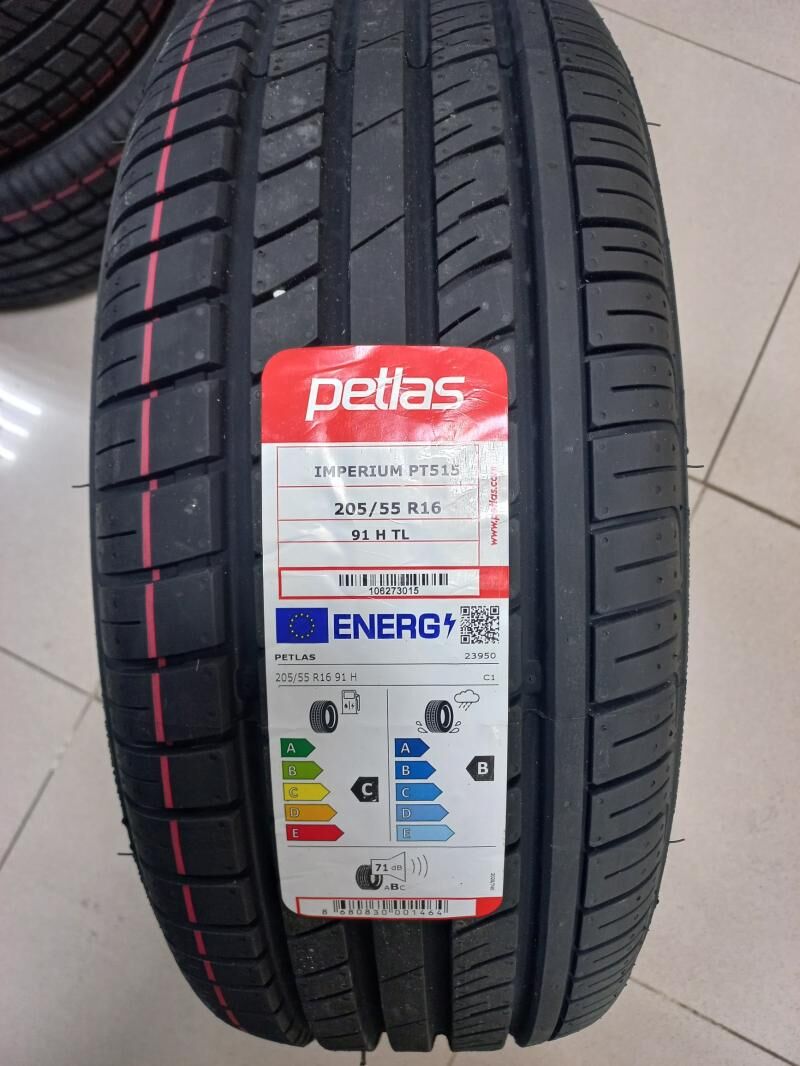 petlas
IMPERIUM PT515
205/55 R16
91 H TL
www.petlas.com
106273015
ENERG
PETLAS 23950
205/55 R16 91 H C1
A A
B B B
C C C
D D
E E
71 dB
ABC
8 680830 001464